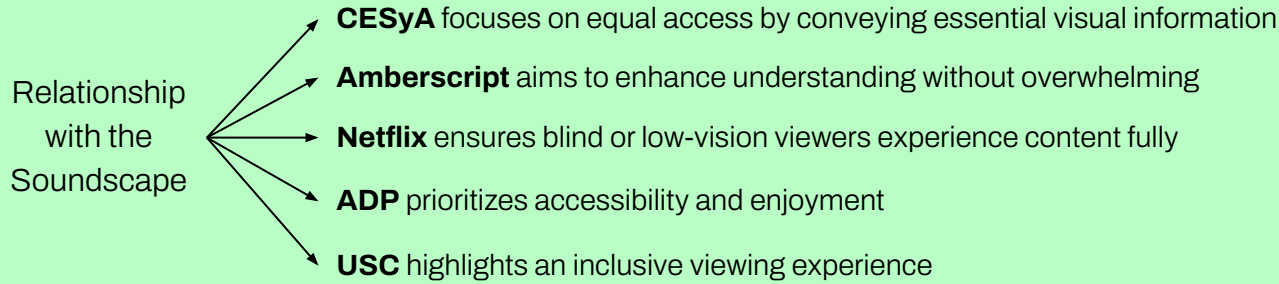 Relationship
with the
Soundscape
CESyA focuses on equal access by conveying essential visual information
Amberscript aims to enhance understanding without overwhelming
Netflix ensures blind or low-vision viewers experience content fully
ADP prioritizes accessibility and enjoyment
USC highlights an inclusive viewing experience